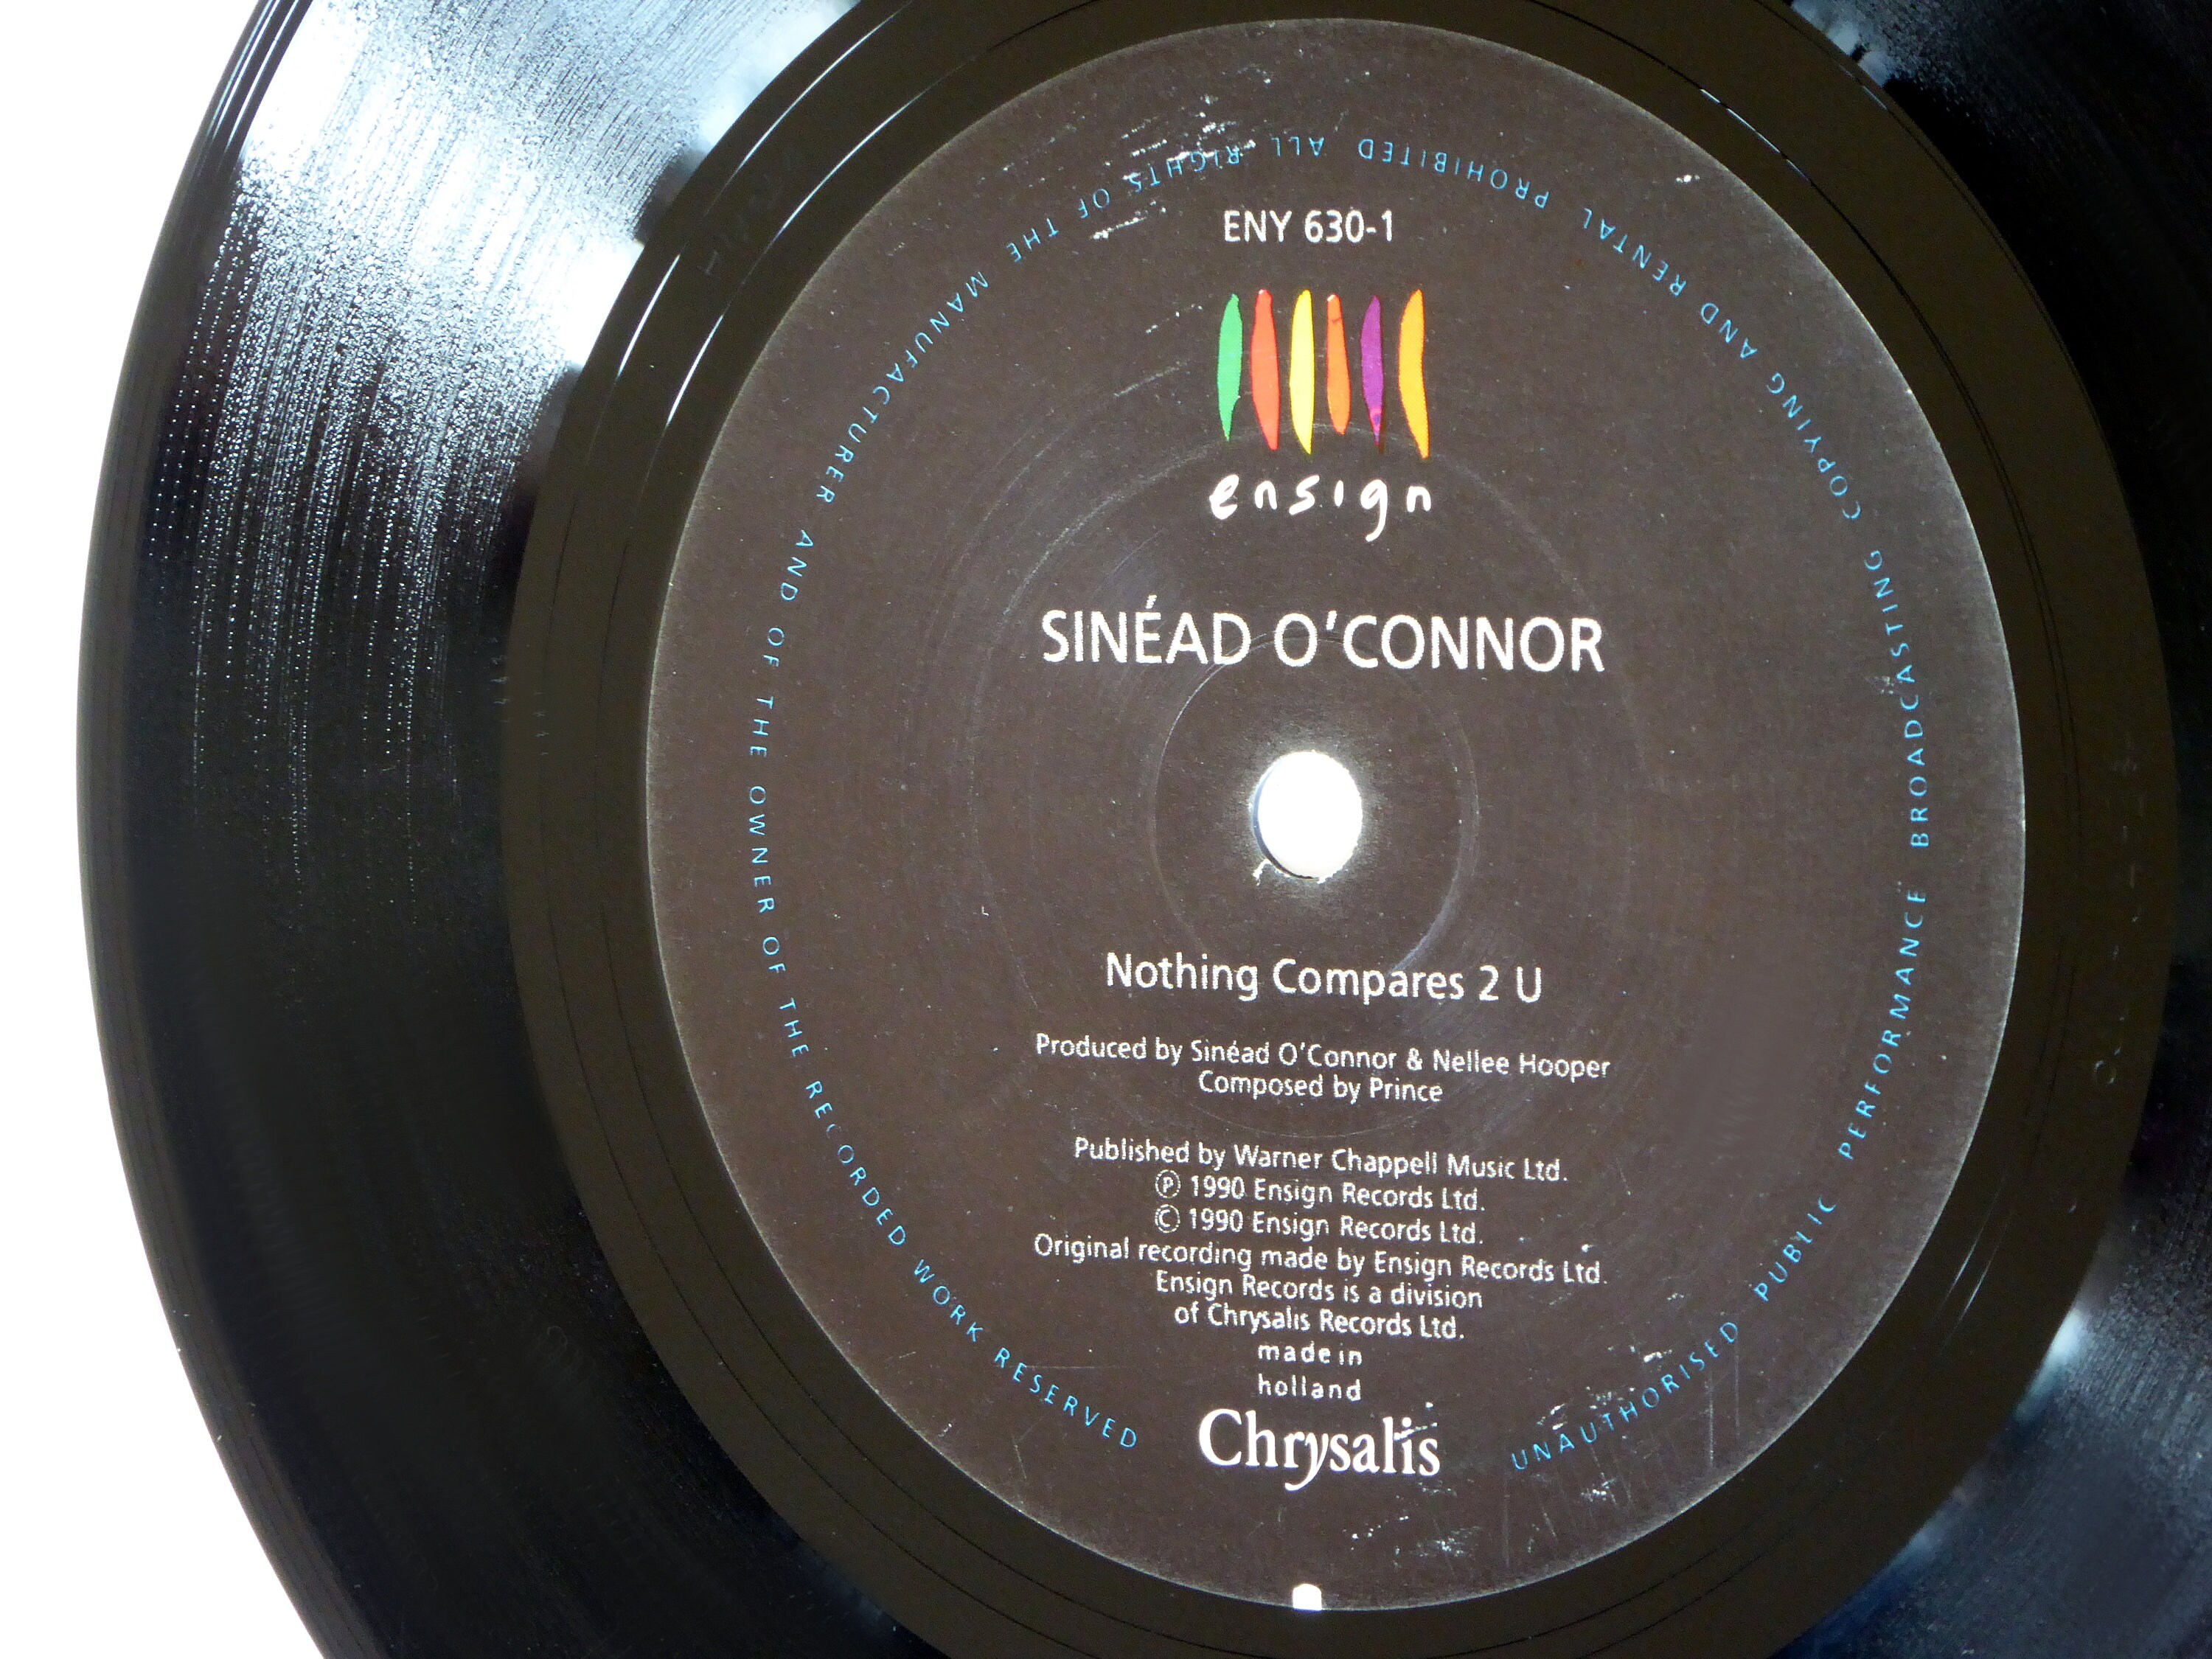 ENY 630-1
ensign
SINÉAD O'CONNOR
Nothing Compares 2 U
Produced by Sinéad O'Connor & Nellee Hooper
Composed by Prince
Published by Warner Chappell Music Ltd.
Ⓟ 1990 Ensign Records Ltd.
© 1990 Ensign Records Ltd.
Original recording made by Ensign Records Ltd.
Ensign Records is a division
of Chrysalis Records Ltd.
made in
holland
Chrysalis
UNAUTHORISED PUBLIC PERFORMANCE BROADCASTING COPYING AND RENTAL PROHIBITED ALL RIGHTS OF THE MANUFACTURER AND OF THE OWNER OF THE RECORDED WORK RESERVED